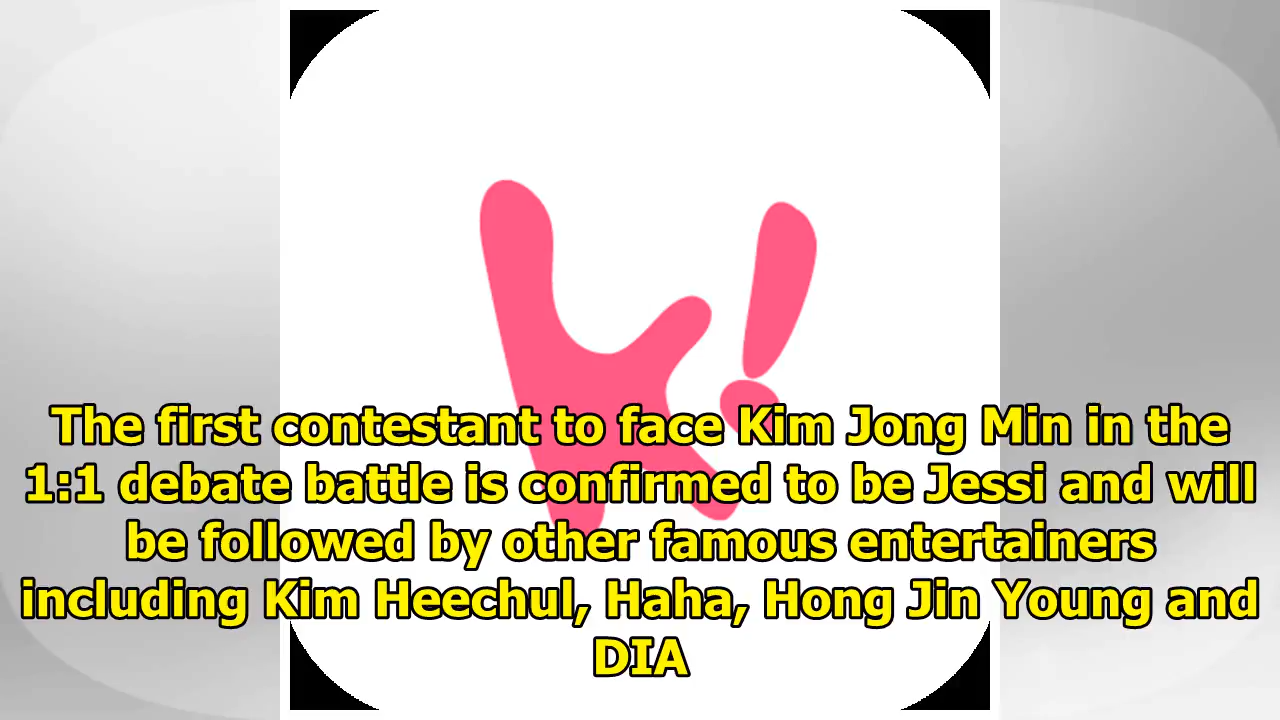 K!
The first contestant to face Kim Jong Min in the
1:1 debate battle is confirmed to be Jessi and will
be followed by other famous entertainers
including Kim Heechul, Haha, Hong Jin Young and
DIA